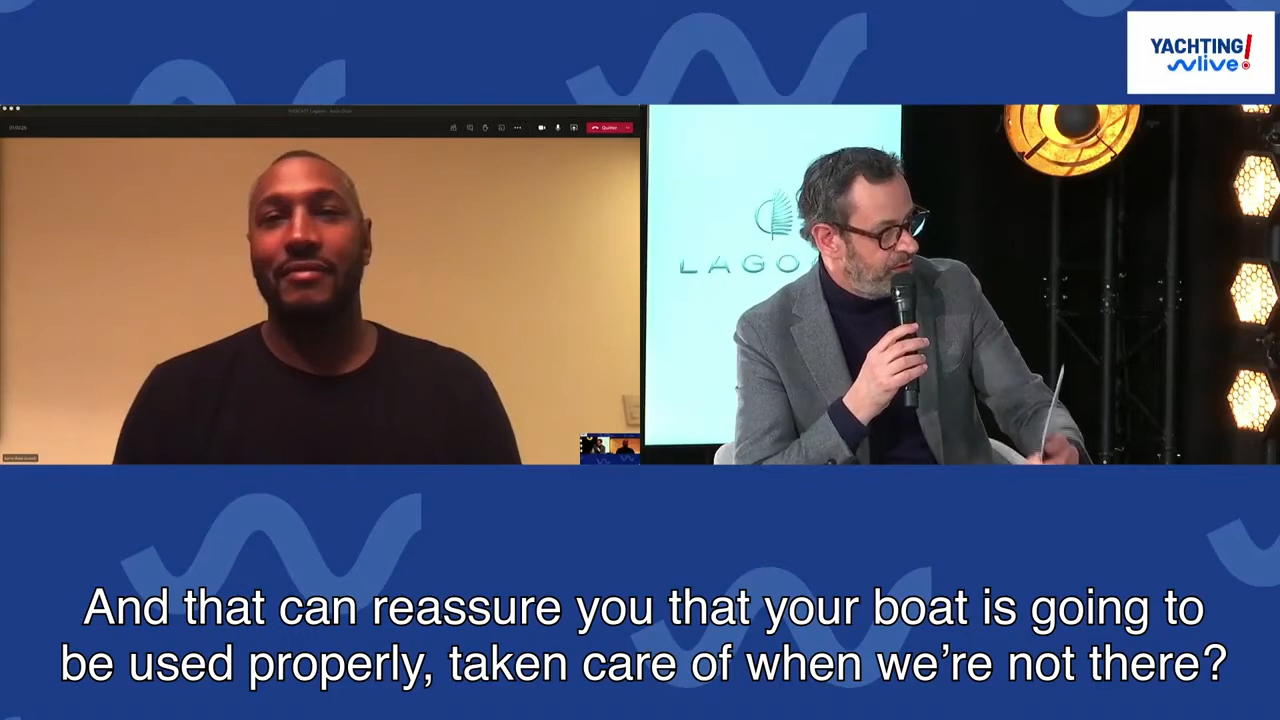 YACHTING!
live
Quitter
LAGO
And that can reassure you that your boat is going to
be used properly, taken care of when we're not there?